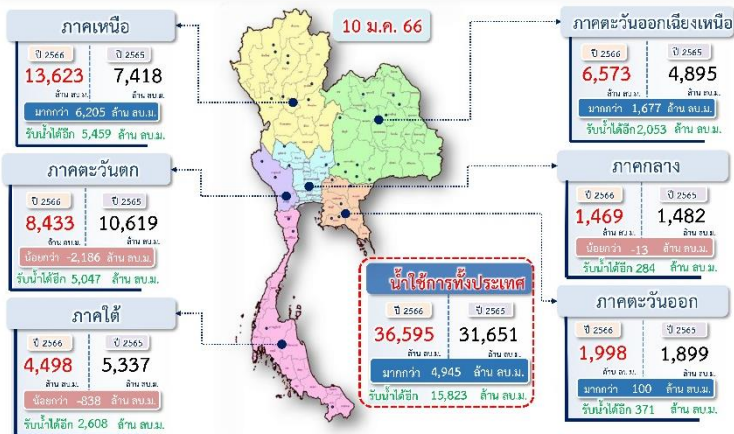 10 ม.ค. 66
ภาคเหนือ
ปี 2566 ปี 2565
13,623 7,418
ล้าน ลบ.ม. ล้าน ลบ.ม.
มากกว่า 6,205 ล้าน ลบ.ม.
รับน้ำได้อีก 5,459 ล้าน ลบ.ม.
ภาคตะวันตก
ปี 2566 ปี 2565
8,433 10,619
ล้าน ลบ.ม. ล้าน ลบ.ม.
น้อยกว่า -2,186 ล้าน ลบ.ม.
รับน้ำได้อีก 5,047 ล้าน ลบ.ม.
ภาคใต้
ปี 2566 ปี 2565
4,498 5,337
ล้าน ลบ.ม. ล้าน ลบ.ม.
น้อยกว่า -838 ล้าน ลบ.ม.
รับน้ำได้อีก 2,608 ล้าน ลบ.ม.
ภาคตะวันออกเฉียงเหนือ
ปี 2566 ปี 2565
6,573 4,895
ล้าน ลบ.ม. ล้าน ลบ.ม.
มากกว่า 1,677 ล้าน ลบ.ม.
รับน้ำได้อีก 2,053 ล้าน ลบ.ม.
ภาคกลาง
ปี 2566 ปี 2565
1,469 1,482
ล้าน ลบ.ม. ล้าน ลบ.ม.
น้อยกว่า -13 ล้าน ลบ.ม.
รับน้ำได้อีก 284 ล้าน ลบ.ม.
ภาคตะวันออก
ปี 2566 ปี 2565
1,998 1,899
ล้าน ลบ.ม. ล้าน ลบ.ม.
มากกว่า 100 ล้าน ลบ.ม.
รับน้ำได้อีก 371 ล้าน ลบ.ม.
น้ำใช้การทั้งประเทศ
ปี 2566 ปี 2565
36,595 31,651
ล้าน ลบ.ม. ล้าน ลบ.ม.
มากกว่า 4,945 ล้าน ลบ.ม.
รับน้ำได้อีก 15,823 ล้าน ลบ.ม.